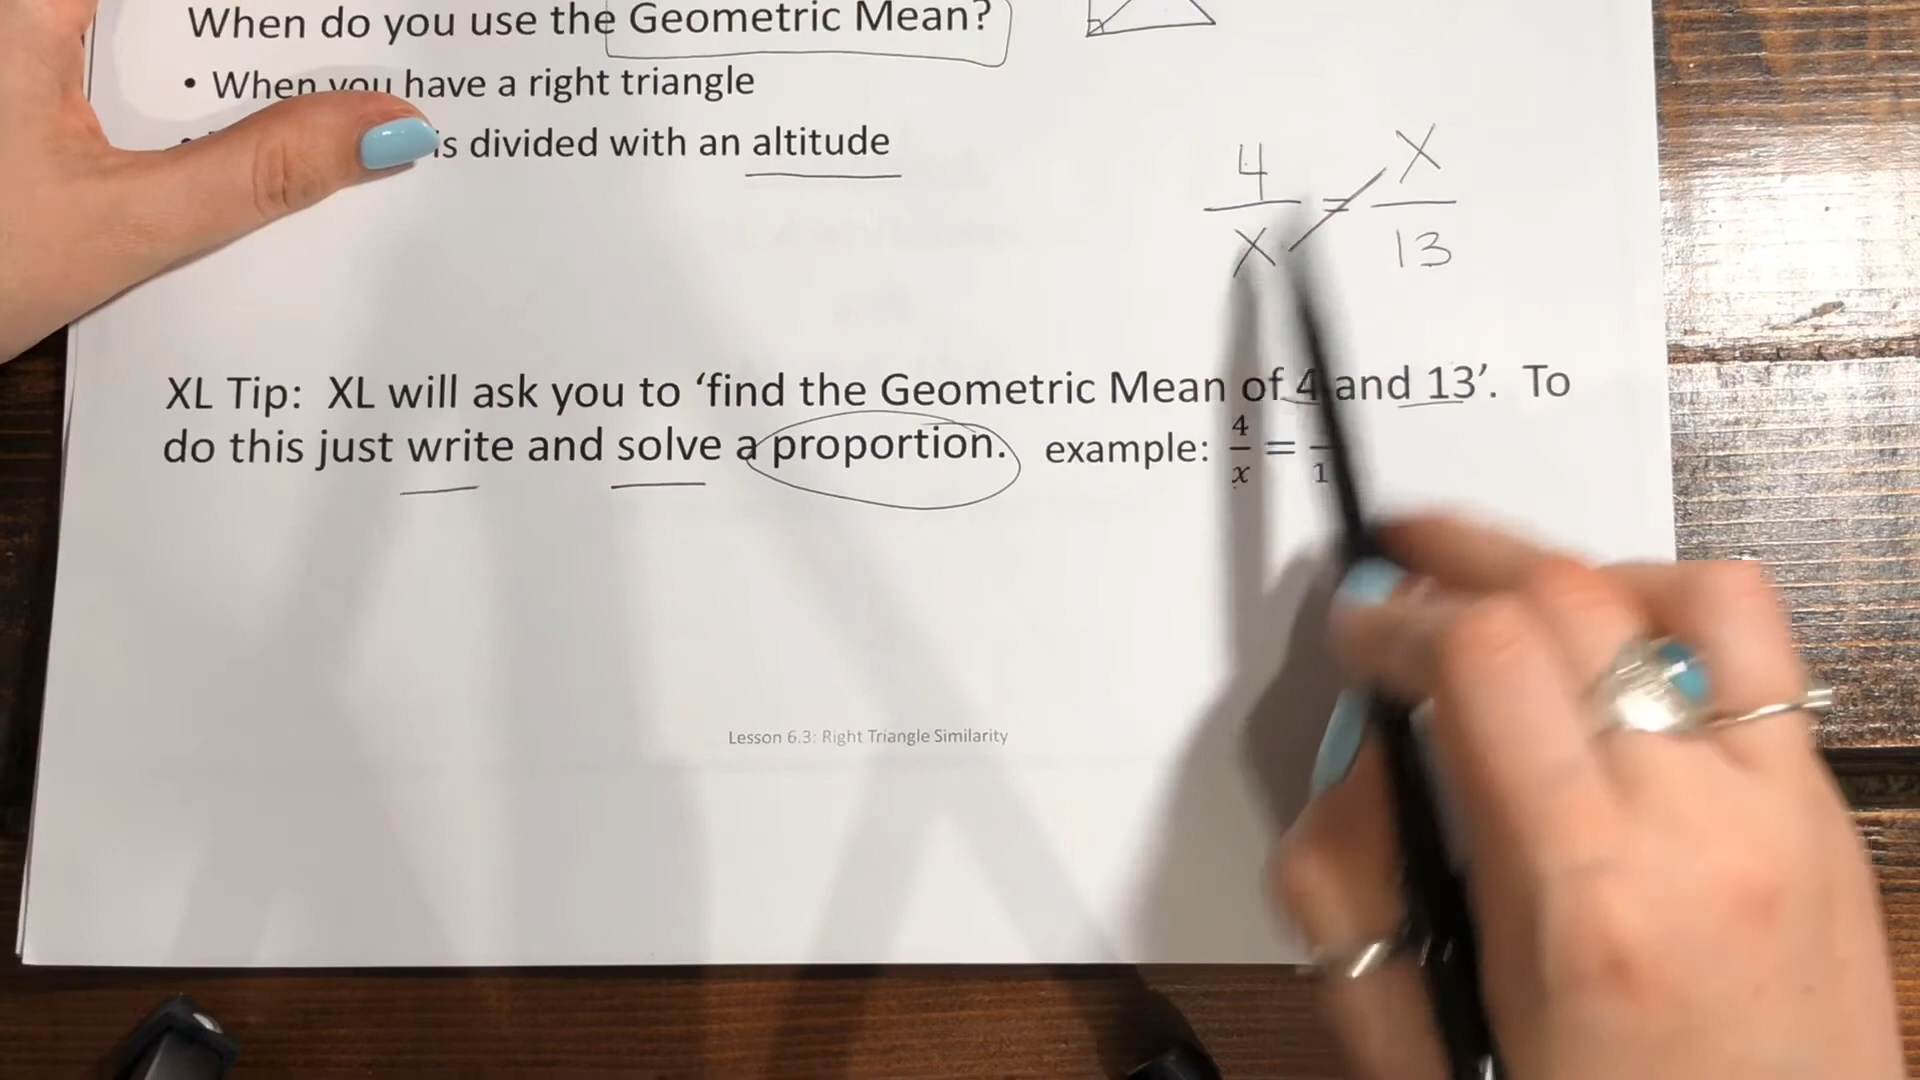 When do you use the Geometric Mean?
• When you have a right triangle
• is divided with an altitude
4 = X
X 13
XL Tip: XL will ask you to ‘find the Geometric Mean of 4 and 13’. To
do this just write and solve a proportion. example: 4/x = /1
Lesson 6.3: Right Triangle Similarity